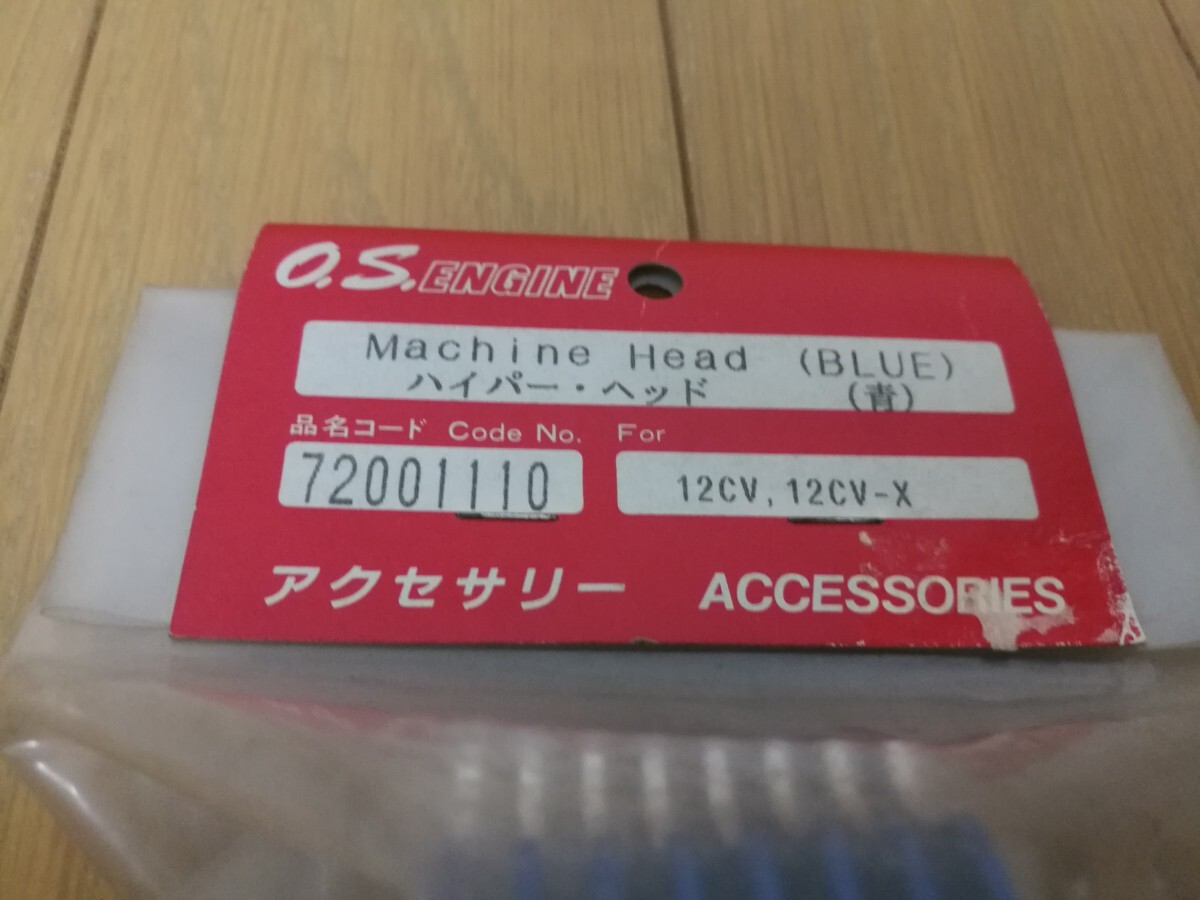 O.S. ENGINE
Machine Head (BLUE)
ハイパー・ヘッド (青)
品名コード Code No. For
72001110 12CV, 12CV-X
アクセサリー ACCESSORIES